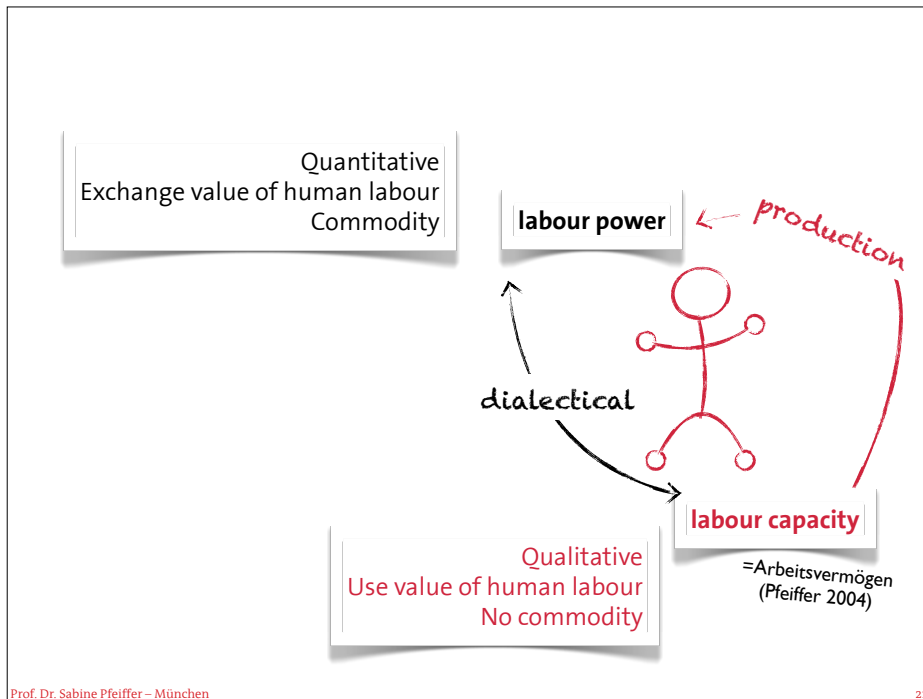 Quantitative
Exchange value of human labour
Commodity
labour power
production
dialectical
labour capacity
=Arbeitsvermögen
(Pfeiffer 2004)
Qualitative
Use value of human labour
No commodity
Prof. Dr. Sabine Pfeiffer – München